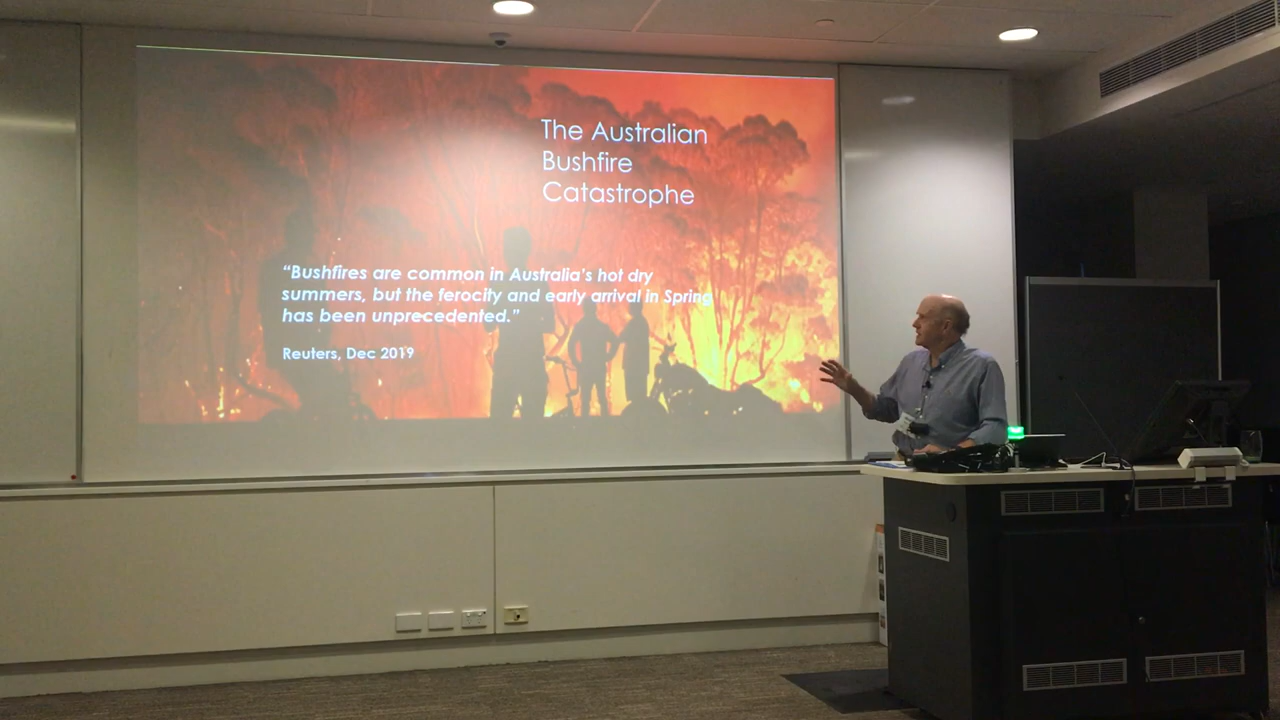 The Australian
Bushfire
Catastrophe
“Bushfires are common in Australia’s hot dry
summers, but the ferocity and early arrival in Spring
has been unprecedented.”
Reuters, Dec 2019